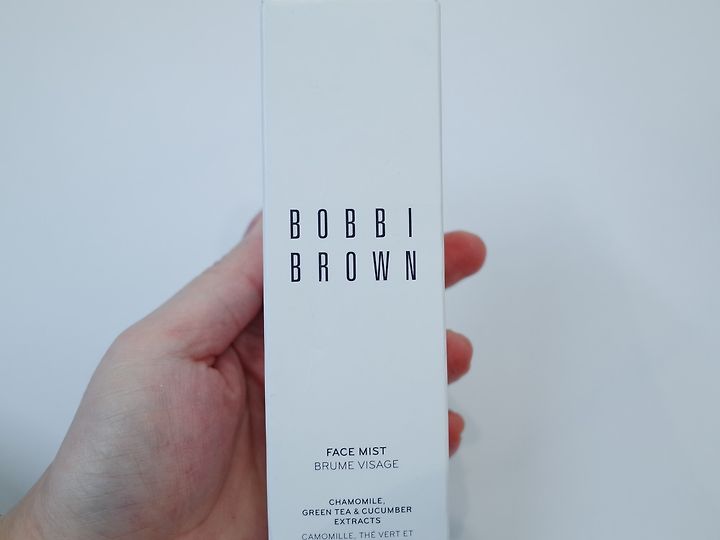 BOBBI
BROWN
FACE MIST
BRUME VISAGE
CHAMOMILE,
GREEN TEA & CUCUMBER
EXTRACTS
CAMOMILLE, THÉ VERT ET